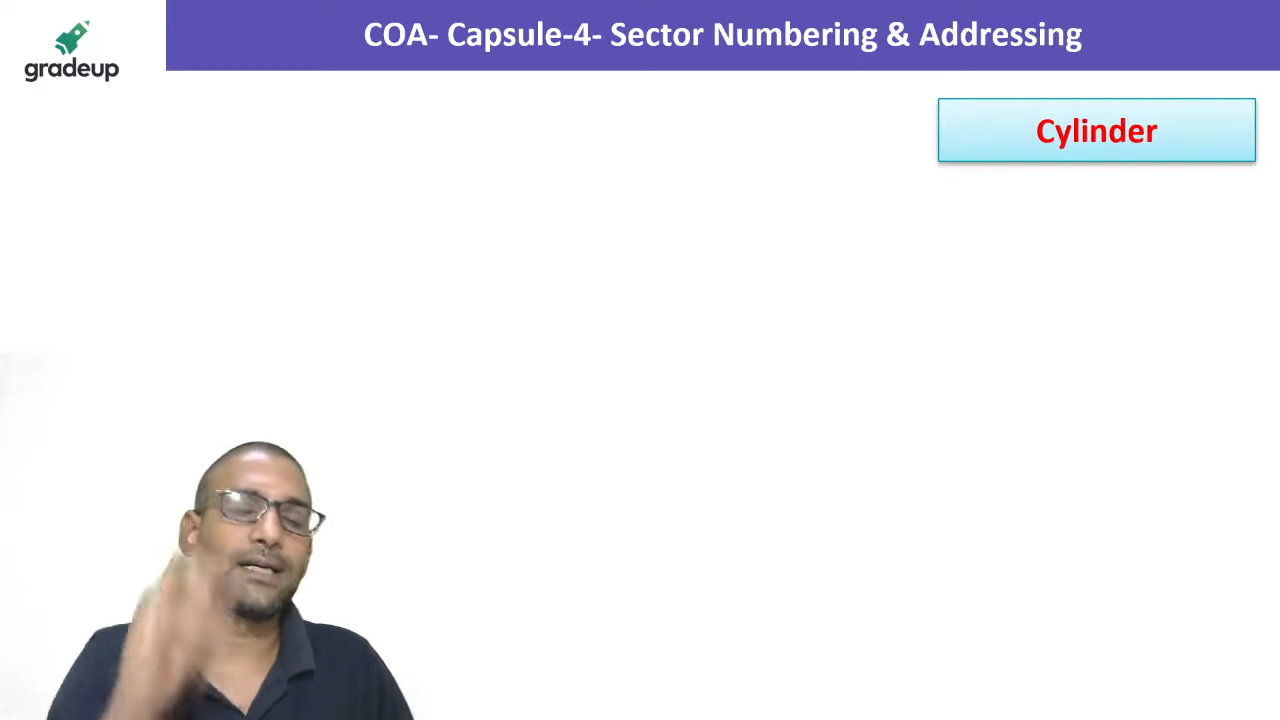 COA- Capsule-4- Sector Numbering & Addressing
gradeup
Cylinder